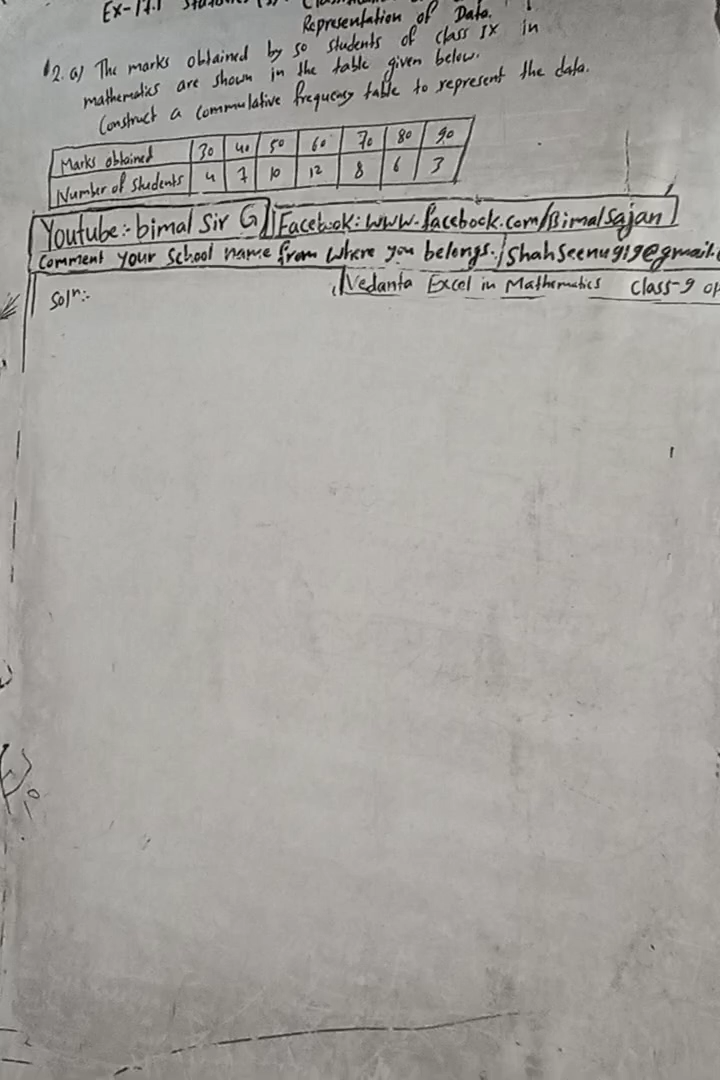 Ex-17.1
Representation of Data.
12. a) The marks obtained by 50 students of class IX in
mathematics are shown in the table given below.
Construct a commulative frequency table to represent the data.
Marks obtained 30 40 50 60 70 80 90
Number of students 4 7 10 12 8 6 3
Youtube:- bimal Sir G Facebook: www.facebook.com/Bimalsajan
Comment your School name from where you belongs. / Shahseenu919@gmail.
Vedanta Excel in Mathematics class-9 op
Solⁿ:-